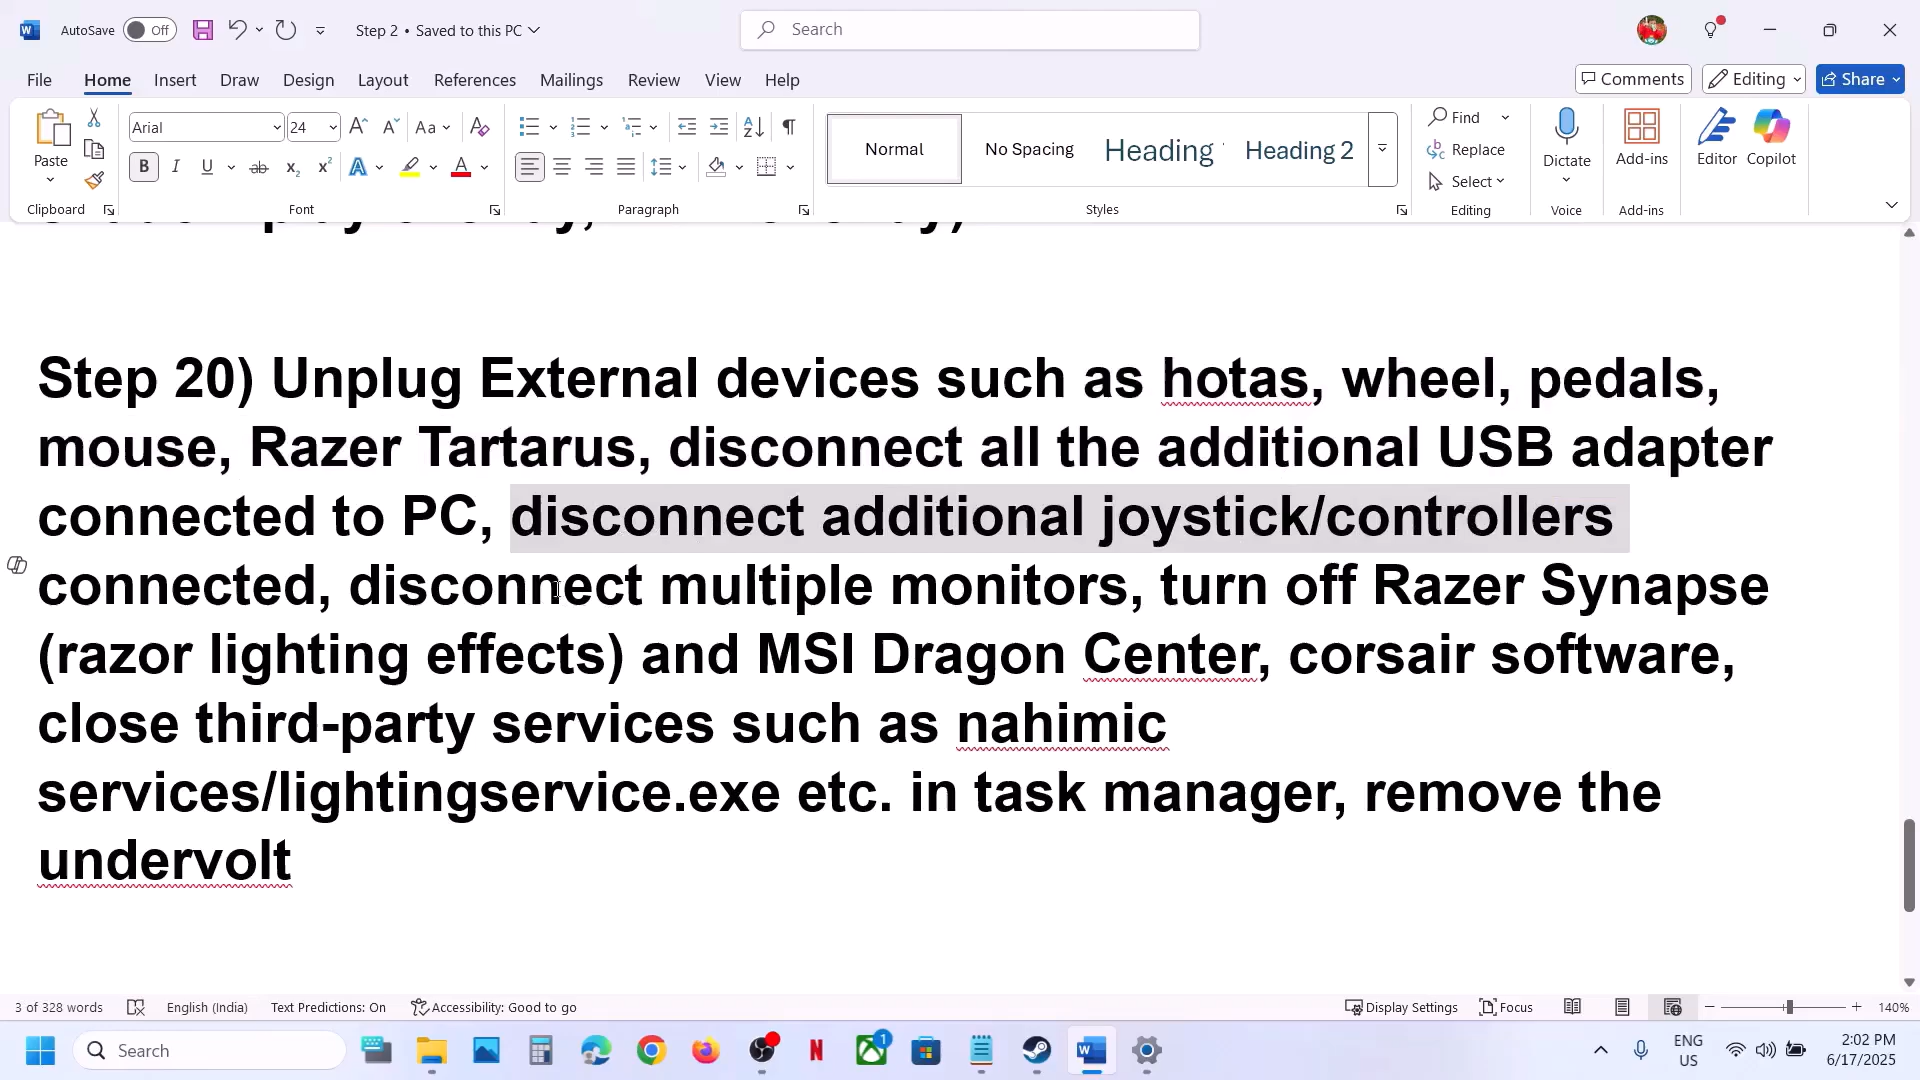 AutoSave Off Step 2 • Saved to this PC Search
File Home Insert Draw Design Layout References Mailings Review View Help Comments Editing Share
Paste Arial 24 Aa Normal No Spacing Heading Heading 2 Find Replace Select Dictate Add-ins Editor Copilot
Clipboard Font Paragraph Styles Editing Voice Add-ins
Step 20) Unplug External devices such as hotas, wheel, pedals,
mouse, Razer Tartarus, disconnect all the additional USB adapter
connected to PC, disconnect additional joystick/controllers
connected, disconnect multiple monitors, turn off Razer Synapse
(razor lighting effects) and MSI Dragon Center, corsair software,
close third-party services such as nahimic
services/lightingservice.exe etc. in task manager, remove the
undervolt
3 of 328 words English (India) Text Predictions: On Accessibility: Good to go Display Settings Focus 140%
Search 1 ENG US 2:02 PM 6/17/2025